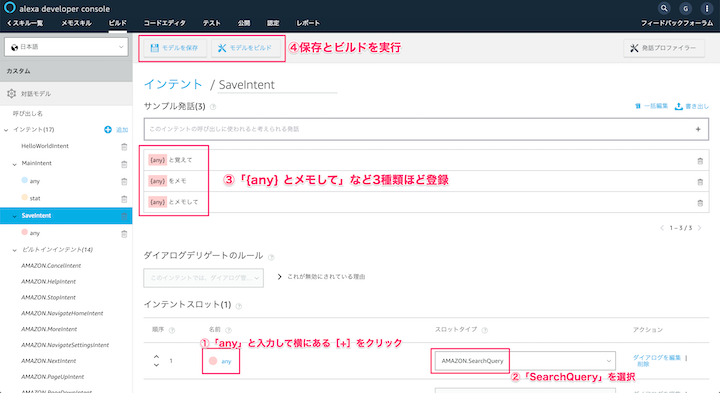 alexa developer console
G
スキル一覧 メモスキル ビルド コードエディタ テスト 公開 認定 レポート フィードバックフォーラム
日本語
モデルを保存 モデルをビルド ④保存とビルドを実行 発話プロファイラー
カスタム
対話モデル
呼び出し名
インテント(17) 追加
HelloWorldIntent
MainIntent
any
stat
SaveIntent
any
ビルトインインテント(14)
AMAZON.CancelIntent
AMAZON.HelpIntent
AMAZON.StopIntent
AMAZON.NavigateHomeIntent
AMAZON.MoreIntent
AMAZON.NavigateSettingsIntent
AMAZON.NextIntent
AMAZON.PageUpIntent
AMAZON.PageDownIntent
インテント / SaveIntent
サンプル発話(3) 一括編集 書き出し
このインテントの呼び出しに使われると考えられる発話
{any} と覚えて
{any} をメモ
{any} とメモして
③「{any} とメモして」など3種類ほど登録
1 – 3 / 3
ダイアログデリゲートのルール
このインテントでは、ダイアログ管... これが無効にされている理由
インテントスロット(1)
順序 名前 スロットタイプ アクション
①「any」と入力して横にある［+］をクリック
1 any AMAZON.SearchQuery ダイアログを編集 |
削除
②「SearchQuery」を選択